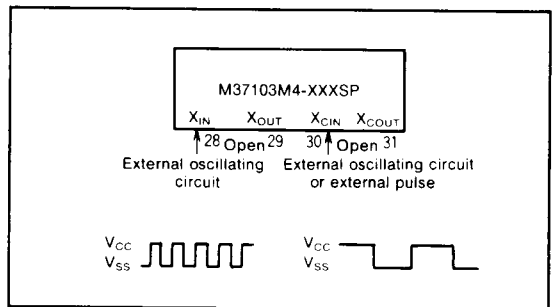 M37103M4-XXXSP
XIN XOUT XCIN XCOUT
28 Open 29 30 Open 31
External oscillating circuit
External oscillating circuit or external pulse
VCC
VSS
VCC
VSS